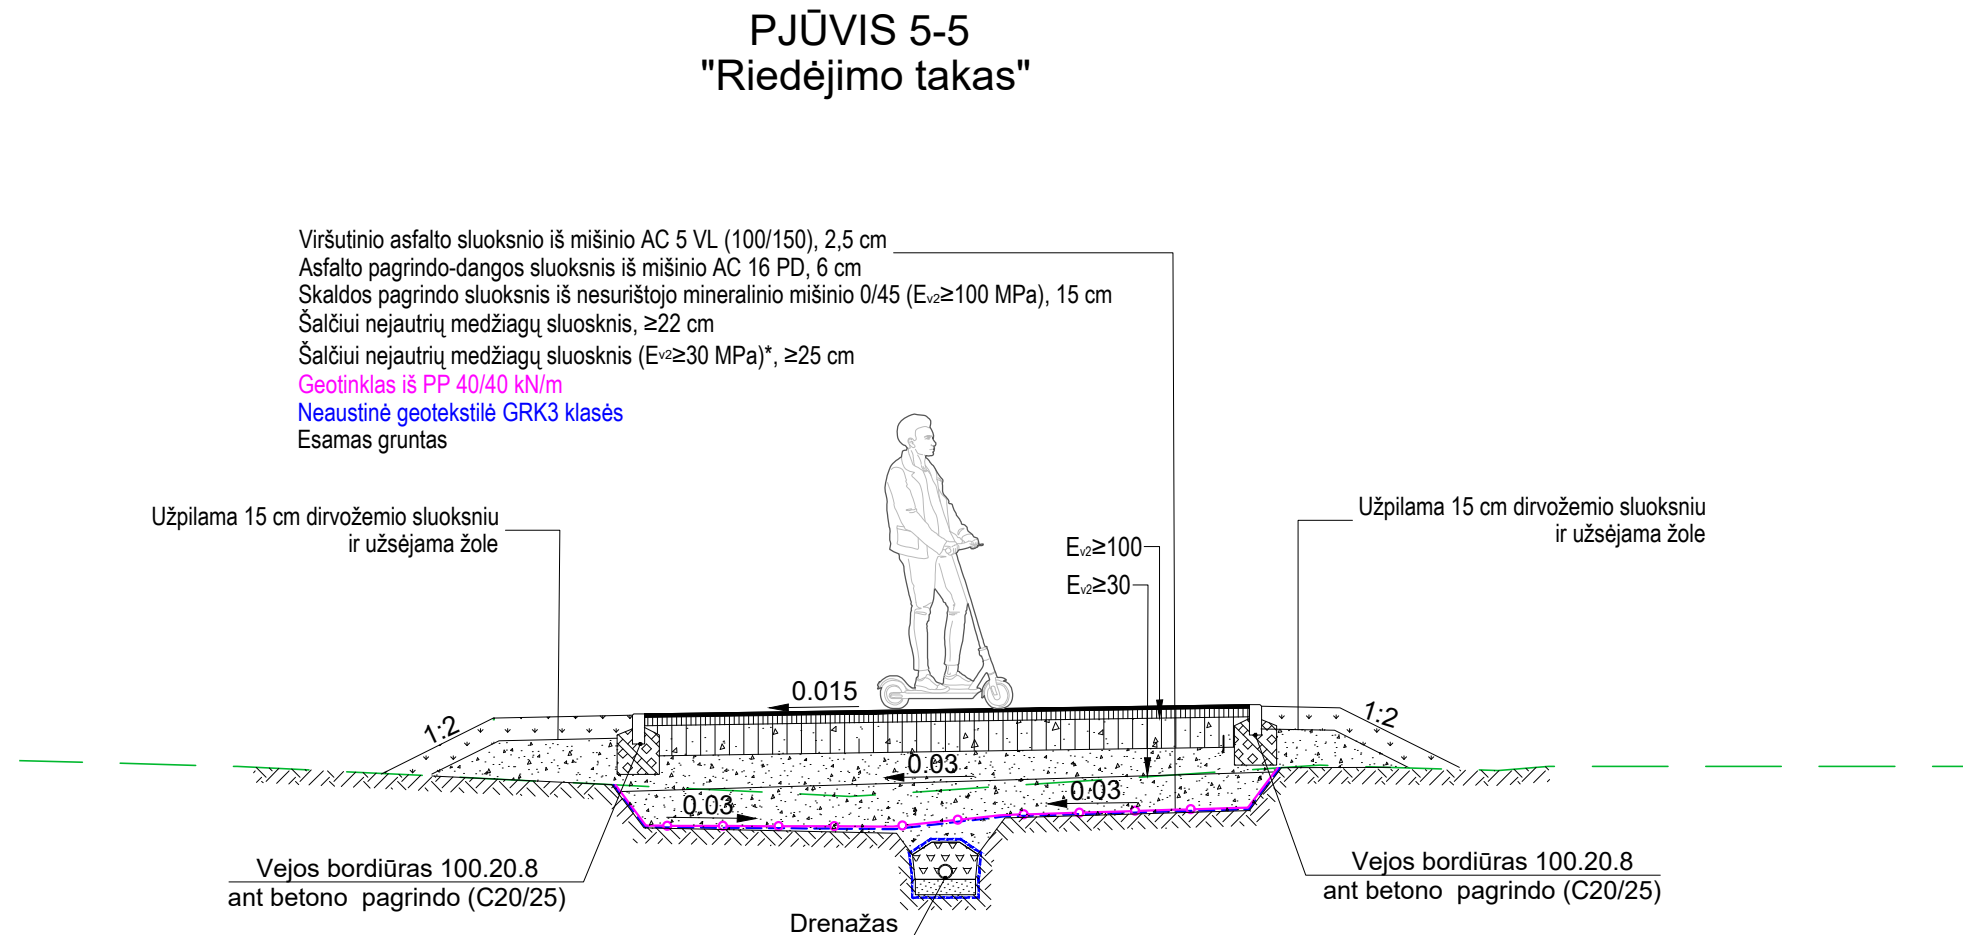 PJŪVIS 5-5
"Riedėjimo takas"
Viršutinio asfalto sluoksnio iš mišinio AC 5 VL (100/150), 2,5 cm
Asfalto pagrindo-dangos sluoksnis iš mišinio AC 16 PD, 6 cm
Skaldos pagrindo sluoksnis iš nesurištojo mineralinio mišinio 0/45 (Ev2≥100 MPa), 15 cm
Šalčiui nejautrių medžiagų sluosknis, ≥22 cm
Šalčiui nejautrių medžiagų sluosknis (Ev2≥30 MPa)*, ≥25 cm
Geotinklas iš PP 40/40 kN/m
Neaustinė geotekstilė GRK3 klasės
Esamas gruntas
Užpilama 15 cm dirvožemio sluoksniu
ir užsėjama žole
Užpilama 15 cm dirvožemio sluoksniu
ir užsėjama žole
Ev2≥100
Ev2≥30
0.015
1:2
1:2
0.03
0.03
0.03
Vejos bordiūras 100.20.8
ant betono pagrindo (C20/25)
Vejos bordiūras 100.20.8
ant betono pagrindo (C20/25)
Drenažas